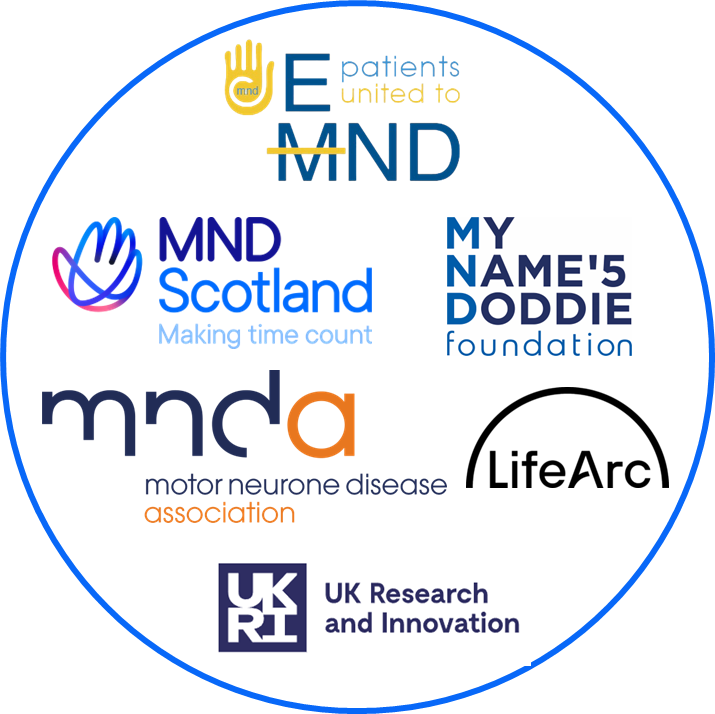 mnd
E patients
united to
MND
MND
Scotland
Making time count
MY
NAME'5
DODDIE
foundation
mnda
motor neurone disease
association
LifeArc
UK
RI
UK Research
and Innovation